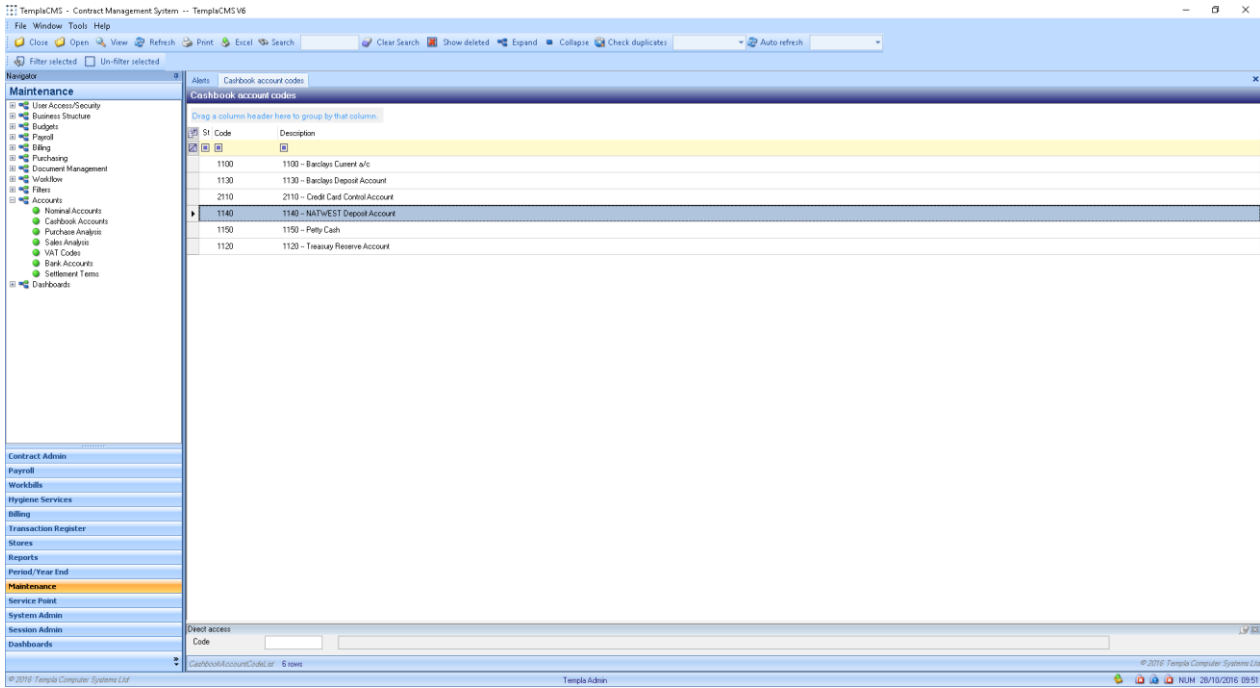 TemplaCMS - Contract Management System -- TemplaCMS V6
File Window Tools Help
Close Open View Refresh Print Excel Search Clear Search Show deleted Expand Collapse Check duplicates Auto refresh
Filter selected Un-filter selected
Navigator
Maintenance
User Access/Security
Business Structure
Budgets
Payroll
Billing
Purchasing
Document Management
Workflow
Filters
Accounts
Nominal Accounts
Cashbook Accounts
Purchase Analysis
Sales Analysis
VAT Codes
Bank Accounts
Settlement Terms
Dashboards
Contract Admin
Payroll
Workbills
Hygiene Services
Billing
Transaction Register
Stores
Reports
Period/Year End
Maintenance
Service Point
System Admin
Session Admin
Dashboards
Alerts Cashbook account codes
Cashbook account codes
Drag a column header here to group by that column.
St Code Description
1100 1100 -- Barclays Current a/c
1130 1130 -- Barclays Deposit Account
2110 2110 -- Credit Card Control Account
1140 1140 -- NATWEST Deposit Account
1150 1150 -- Petty Cash
1120 1120 -- Treasury Reserve Account
Direct access
Code
CashbookAccountCodeList 6 rows © 2016 Templa Computer Systems Ltd
© 2016 Templa Computer Systems Ltd Templa Admin NUM 28/10/2016 09:51